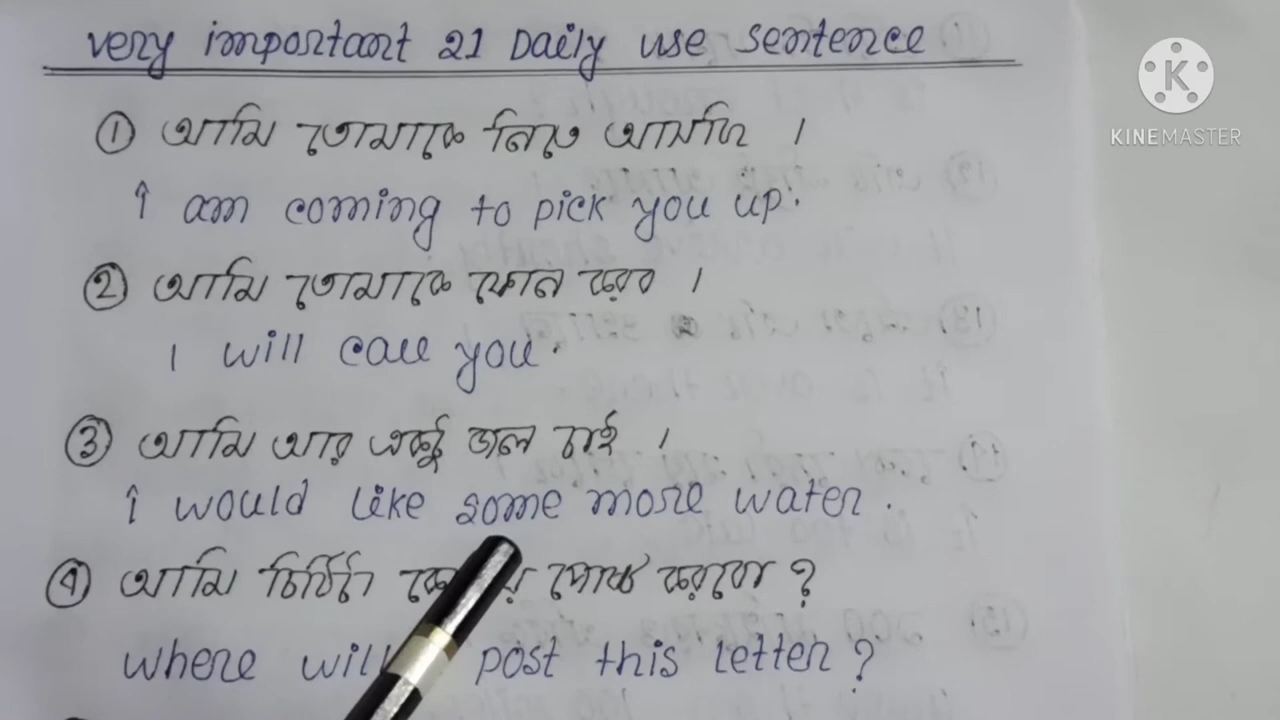 very important 21 Daily use sentence
① আমি তোমাকে নিতে আসছি ।
I am coming to pick you up.
② আমি তোমাকে ফোন করব ।
I will call you.
③ আমি আর একটু জল চাই ।
I would like some more water.
④ আমি চিঠিটা পোষ্ট করবো ?
where will post this letter ?
KINEMASTER